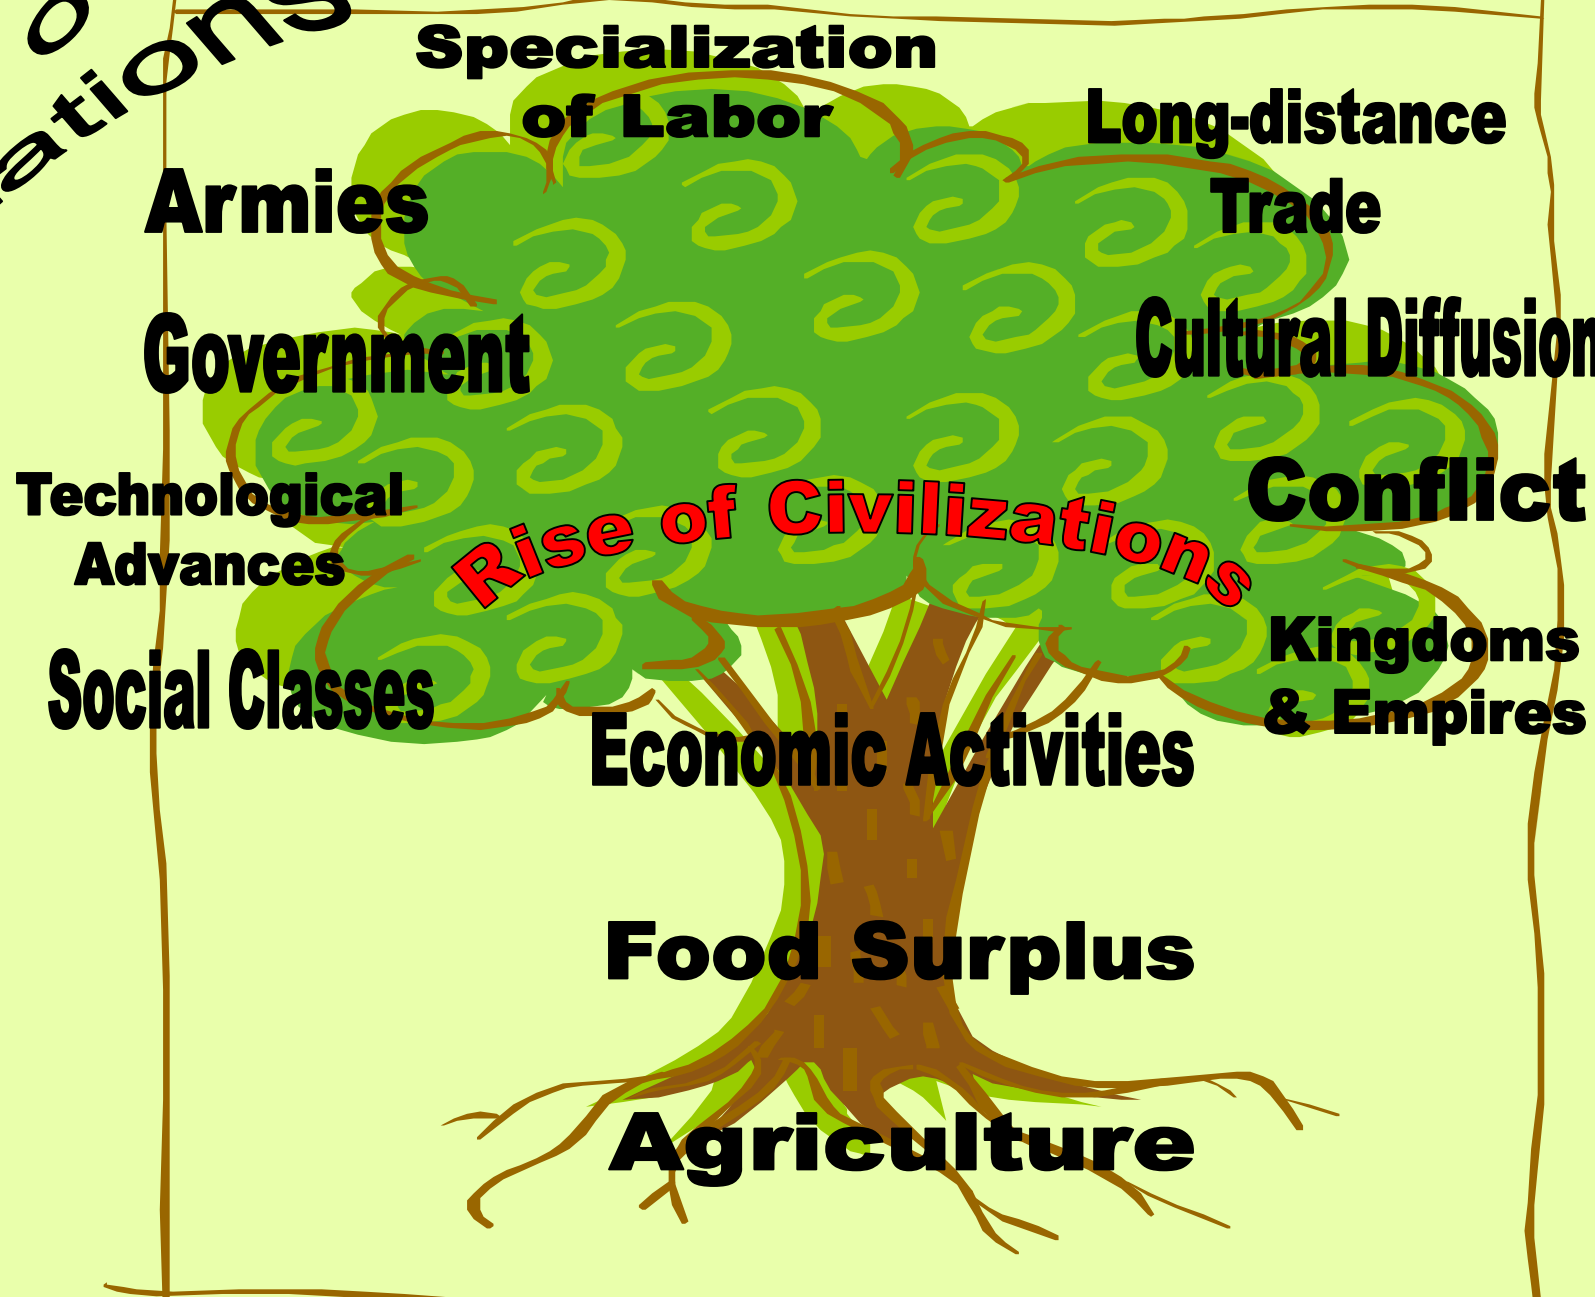 ations
Specialization
of Labor
Long-distance
Trade
Armies
Government
Cultural Diffusion
Technological
Advances
Conflict
Rise of Civilizations
Kingdoms
& Empires
Social Classes
Economic Activities
Food Surplus
Agriculture